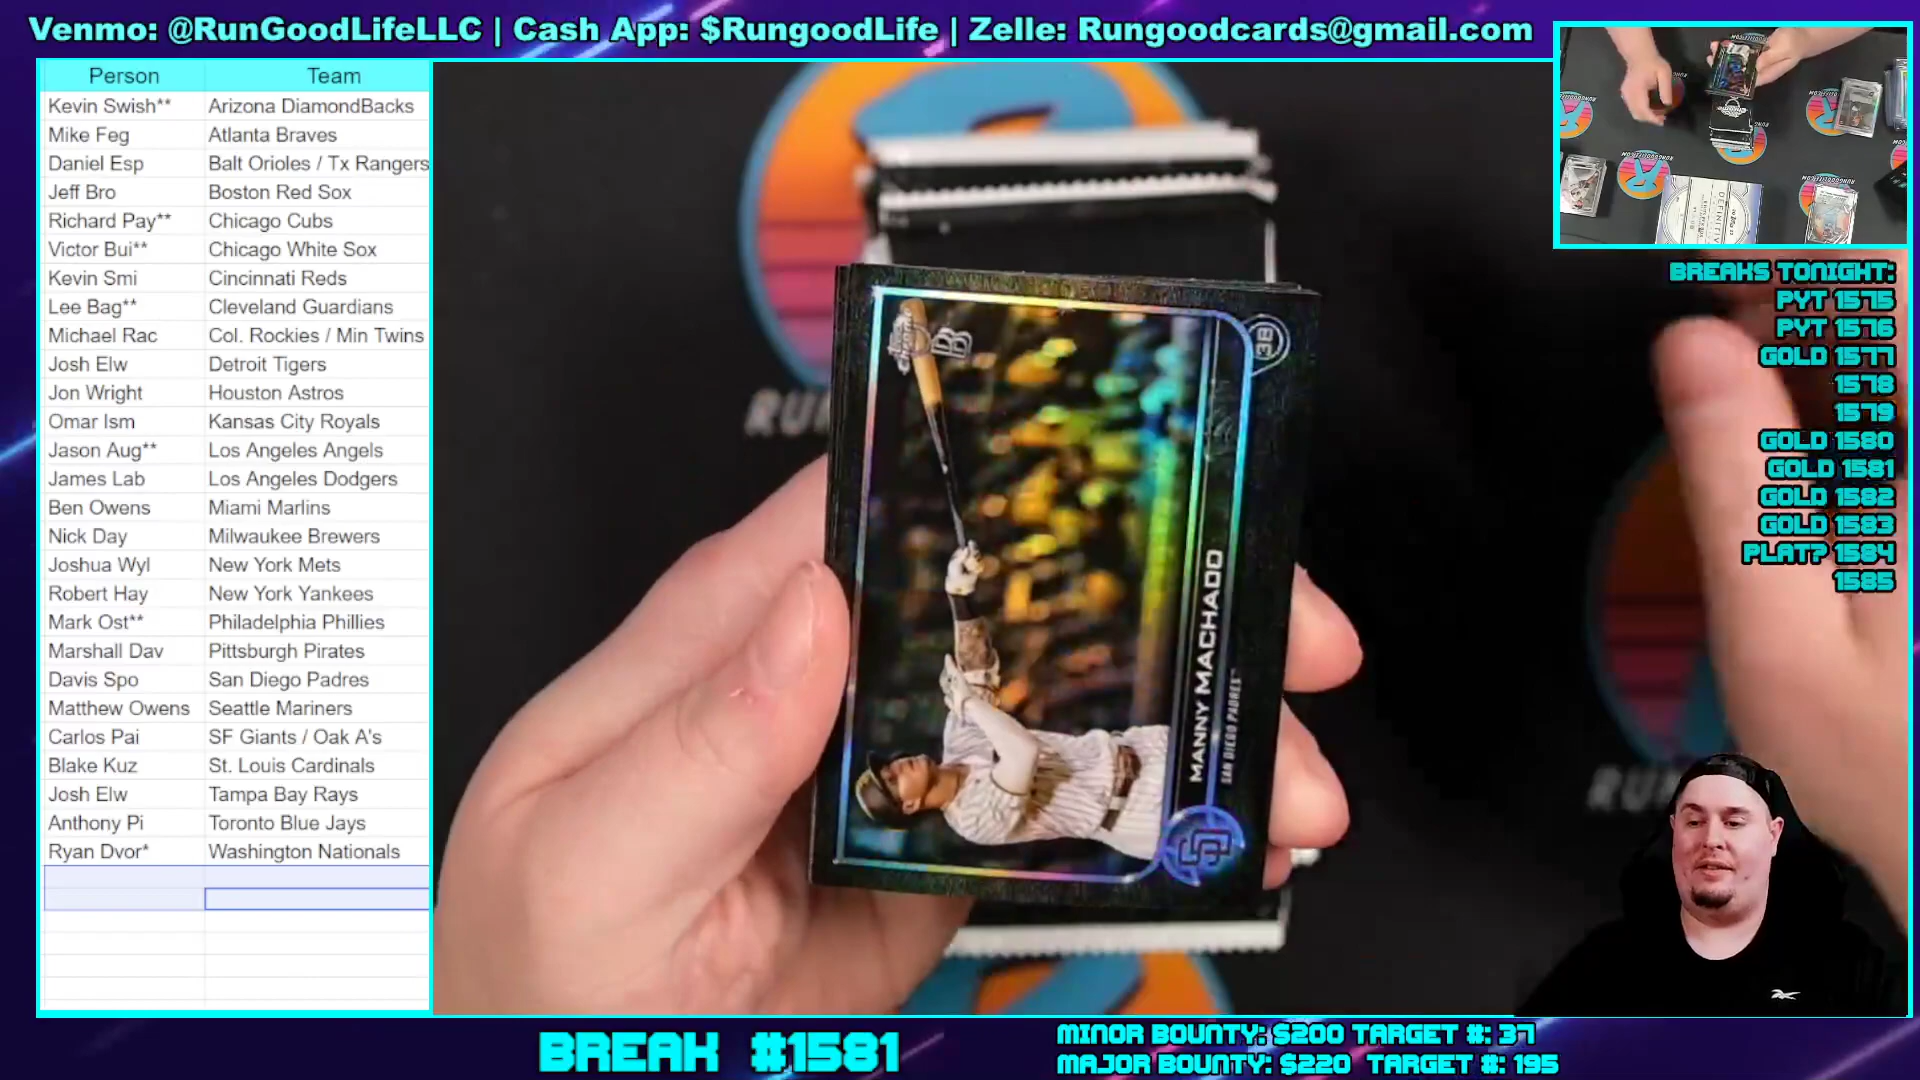 Venmo: @RunGoodLifeLLC | Cash App: $RungoodLife | Zelle: Rungoodcards@gmail.com
Person Team
Kevin Swish** Arizona DiamondBacks
Mike Feg Atlanta Braves
Daniel Esp Balt Orioles / Tx Rangers
Jeff Bro Boston Red Sox
Richard Pay** Chicago Cubs
Victor Bui** Chicago White Sox
Kevin Smi Cincinnati Reds
Lee Bag** Cleveland Guardians
Michael Rac Col. Rockies / Min Twins
Josh Elw Detroit Tigers
Jon Wright Houston Astros
Omar Ism Kansas City Royals
Jason Aug** Los Angeles Angels
James Lab Los Angeles Dodgers
Ben Owens Miami Marlins
Nick Day Milwaukee Brewers
Joshua Wyl New York Mets
Robert Hay New York Yankees
Mark Ost** Philadelphia Phillies
Marshall Dav Pittsburgh Pirates
Davis Spo San Diego Padres
Matthew Owens Seattle Mariners
Carlos Pai SF Giants / Oak A's
Blake Kuz St. Louis Cardinals
Josh Elw Tampa Bay Rays
Anthony Pi Toronto Blue Jays
Ryan Dvor* Washington Nationals
RU
Topps Chrome
B
3B
MANNY MACHADO
SAN DIEGO PADRES™
SD
RU
DEFINITIV
BREAKS TONIGHT:
PYT 1575
PYT 1576
GOLD 1577
1578
1579
GOLD 1580
GOLD 1581
GOLD 1582
GOLD 1583
PLAT? 1584
1585
BREAK #1581
MINOR BOUNTY: $200 TARGET #: 37
MAJOR BOUNTY: $220 TARGET #: 195